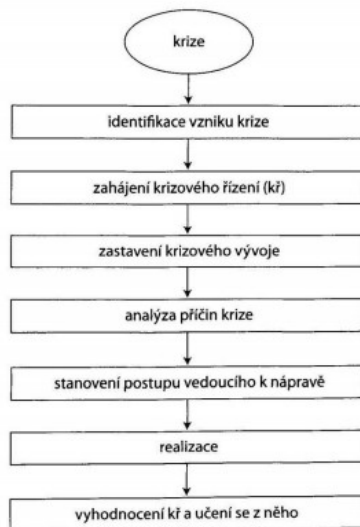 krize
identifikace vzniku krize
zahájení krizového řízení (kř)
zastavení krizového vývoje
analýza příčin krize
stanovení postupu vedoucího k nápravě
realizace
vyhodnocení kř a učení se z něho